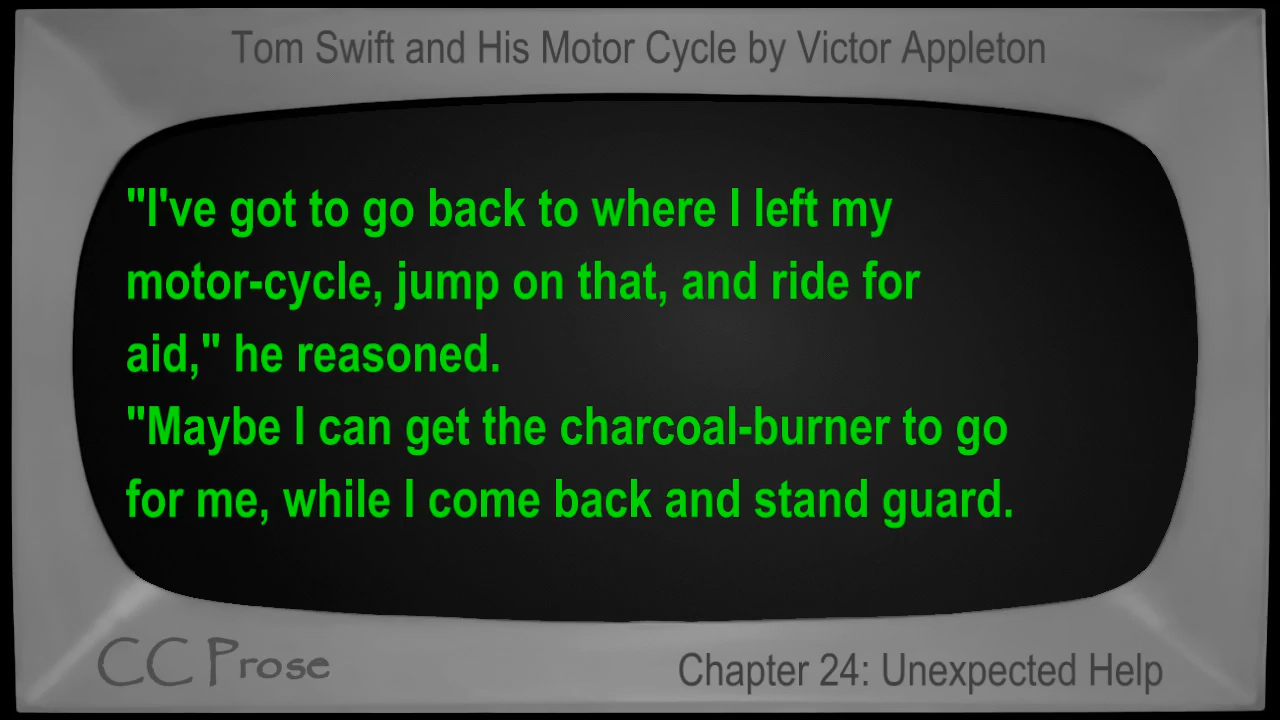 Tom Swift and His Motor Cycle by Victor Appleton
"I've got to go back to where I left my
motor-cycle, jump on that, and ride for
aid," he reasoned.
"Maybe I can get the charcoal-burner to go
for me, while I come back and stand guard.
CC Prose
Chapter 24: Unexpected Help